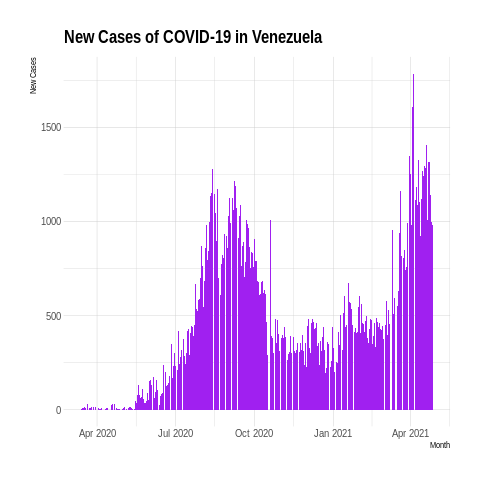 New Cases of COVID-19 in Venezuela
New Cases
1500
1000
500
0
Apr 2020
Jul 2020
Oct 2020
Jan 2021
Apr 2021
Month